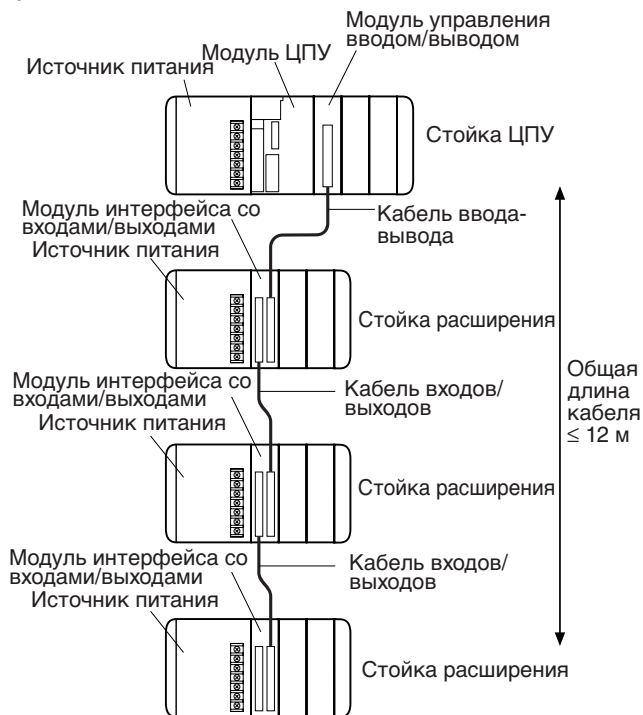 Модуль управления
вводом/выводом
Модуль ЦПУ
Источник питания
Стойка ЦПУ
Модуль интерфейса со
входами/выходами
Источник питания
Кабель ввода-
вывода
Стойка расширения
Модуль интерфейса со
входами/выходами
Источник питания
Кабель входов/
выходов
Общая
длина
кабеля
≤ 12 м
Стойка расширения
Модуль интерфейса со
входами/выходами
Источник питания
Кабель входов/
выходов
Стойка расширения